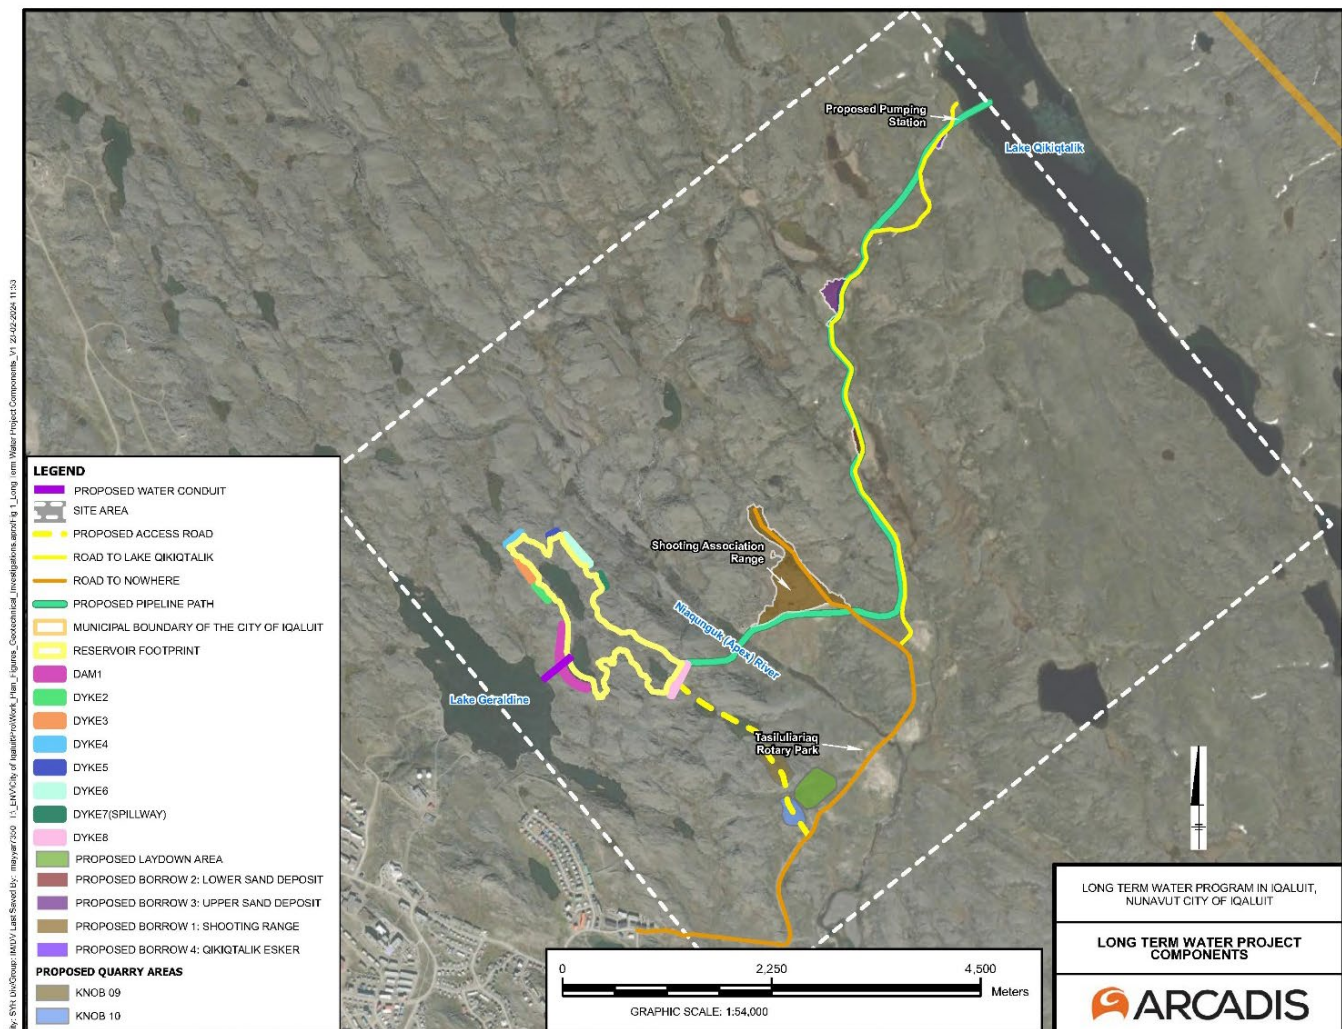 Proposed Pumping
Station
Lake Qikiqtalik
Shooting Association
Range
Niaqunguk (Apex) River
Lake Geraldine
Tasiluliariaq
Rotary Park
LEGEND
PROPOSED WATER CONDUIT
SITE AREA
PROPOSED ACCESS ROAD
ROAD TO LAKE QIKIQTALIK
ROAD TO NOWHERE
PROPOSED PIPELINE PATH
MUNICIPAL BOUNDARY OF THE CITY OF IQALUIT
RESERVOIR FOOTPRINT
DAM1
DYKE2
DYKE3
DYKE4
DYKE5
DYKE6
DYKE7(SPILLWAY)
DYKE8
PROPOSED LAYDOWN AREA
PROPOSED BORROW 2: LOWER SAND DEPOSIT
PROPOSED BORROW 3: UPPER SAND DEPOSIT
PROPOSED BORROW 1: SHOOTING RANGE
PROPOSED BORROW 4: QIKIQTALIK ESKER
PROPOSED QUARRY AREAS
KNOB 09
KNOB 10
0 2,250 4,500
Meters
GRAPHIC SCALE: 1:54,000
LONG TERM WATER PROGRAM IN IQALUIT,
NUNAVUT CITY OF IQALUIT
LONG TERM WATER PROJECT
COMPONENTS
ARCADIS